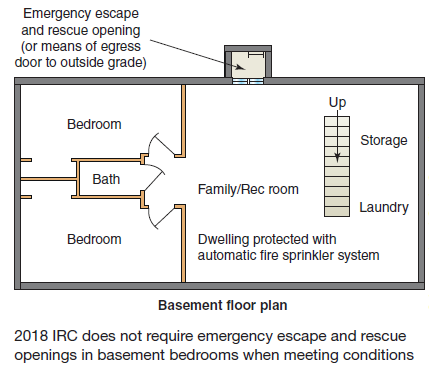 Emergency escape
and rescue opening
(or means of egress
door to outside grade)
Up
Bedroom
Storage
Bath
Family/Rec room
Laundry
Bedroom
Dwelling protected with
automatic fire sprinkler system
Basement floor plan
2018 IRC does not require emergency escape and rescue
openings in basement bedrooms when meeting conditions